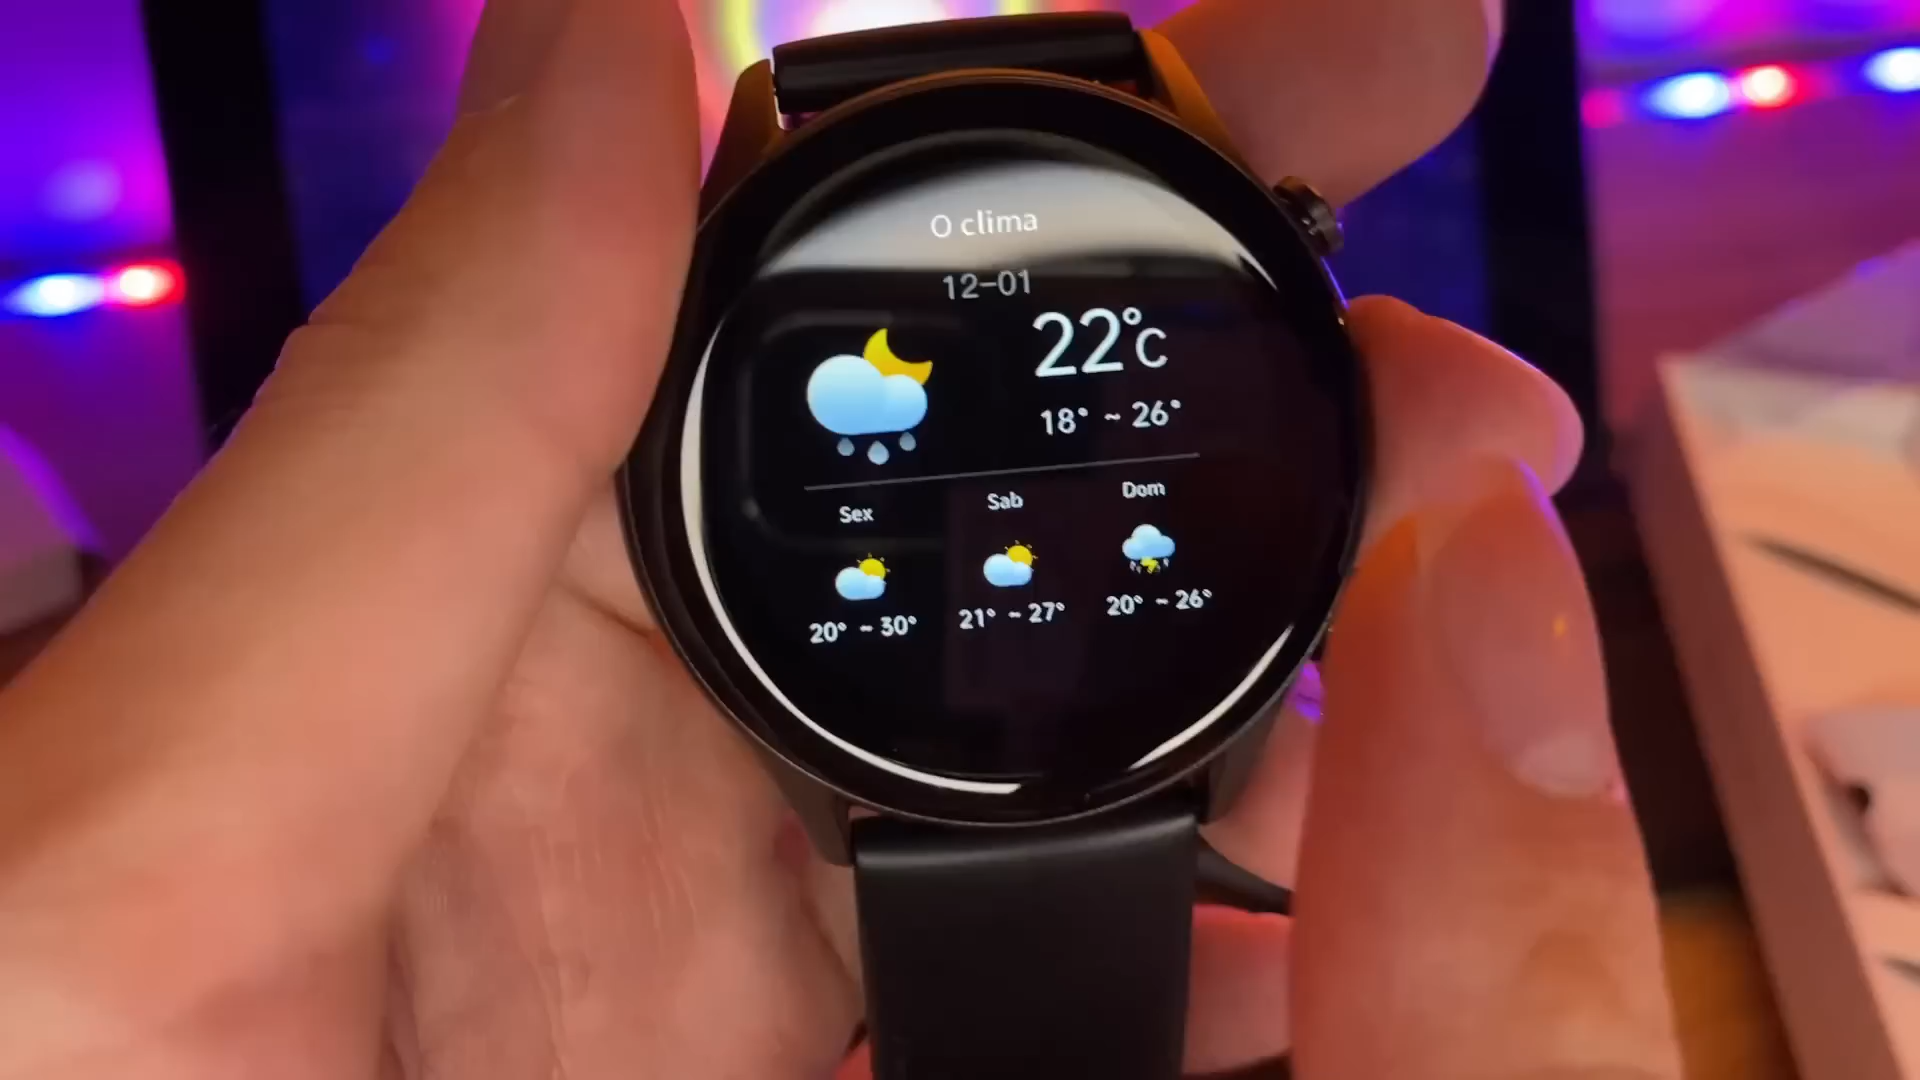 O clima
12-01
22°C
18° ~ 26°
Sex Sab Dom
20° ~ 30° 21° ~ 27° 20° ~ 26°